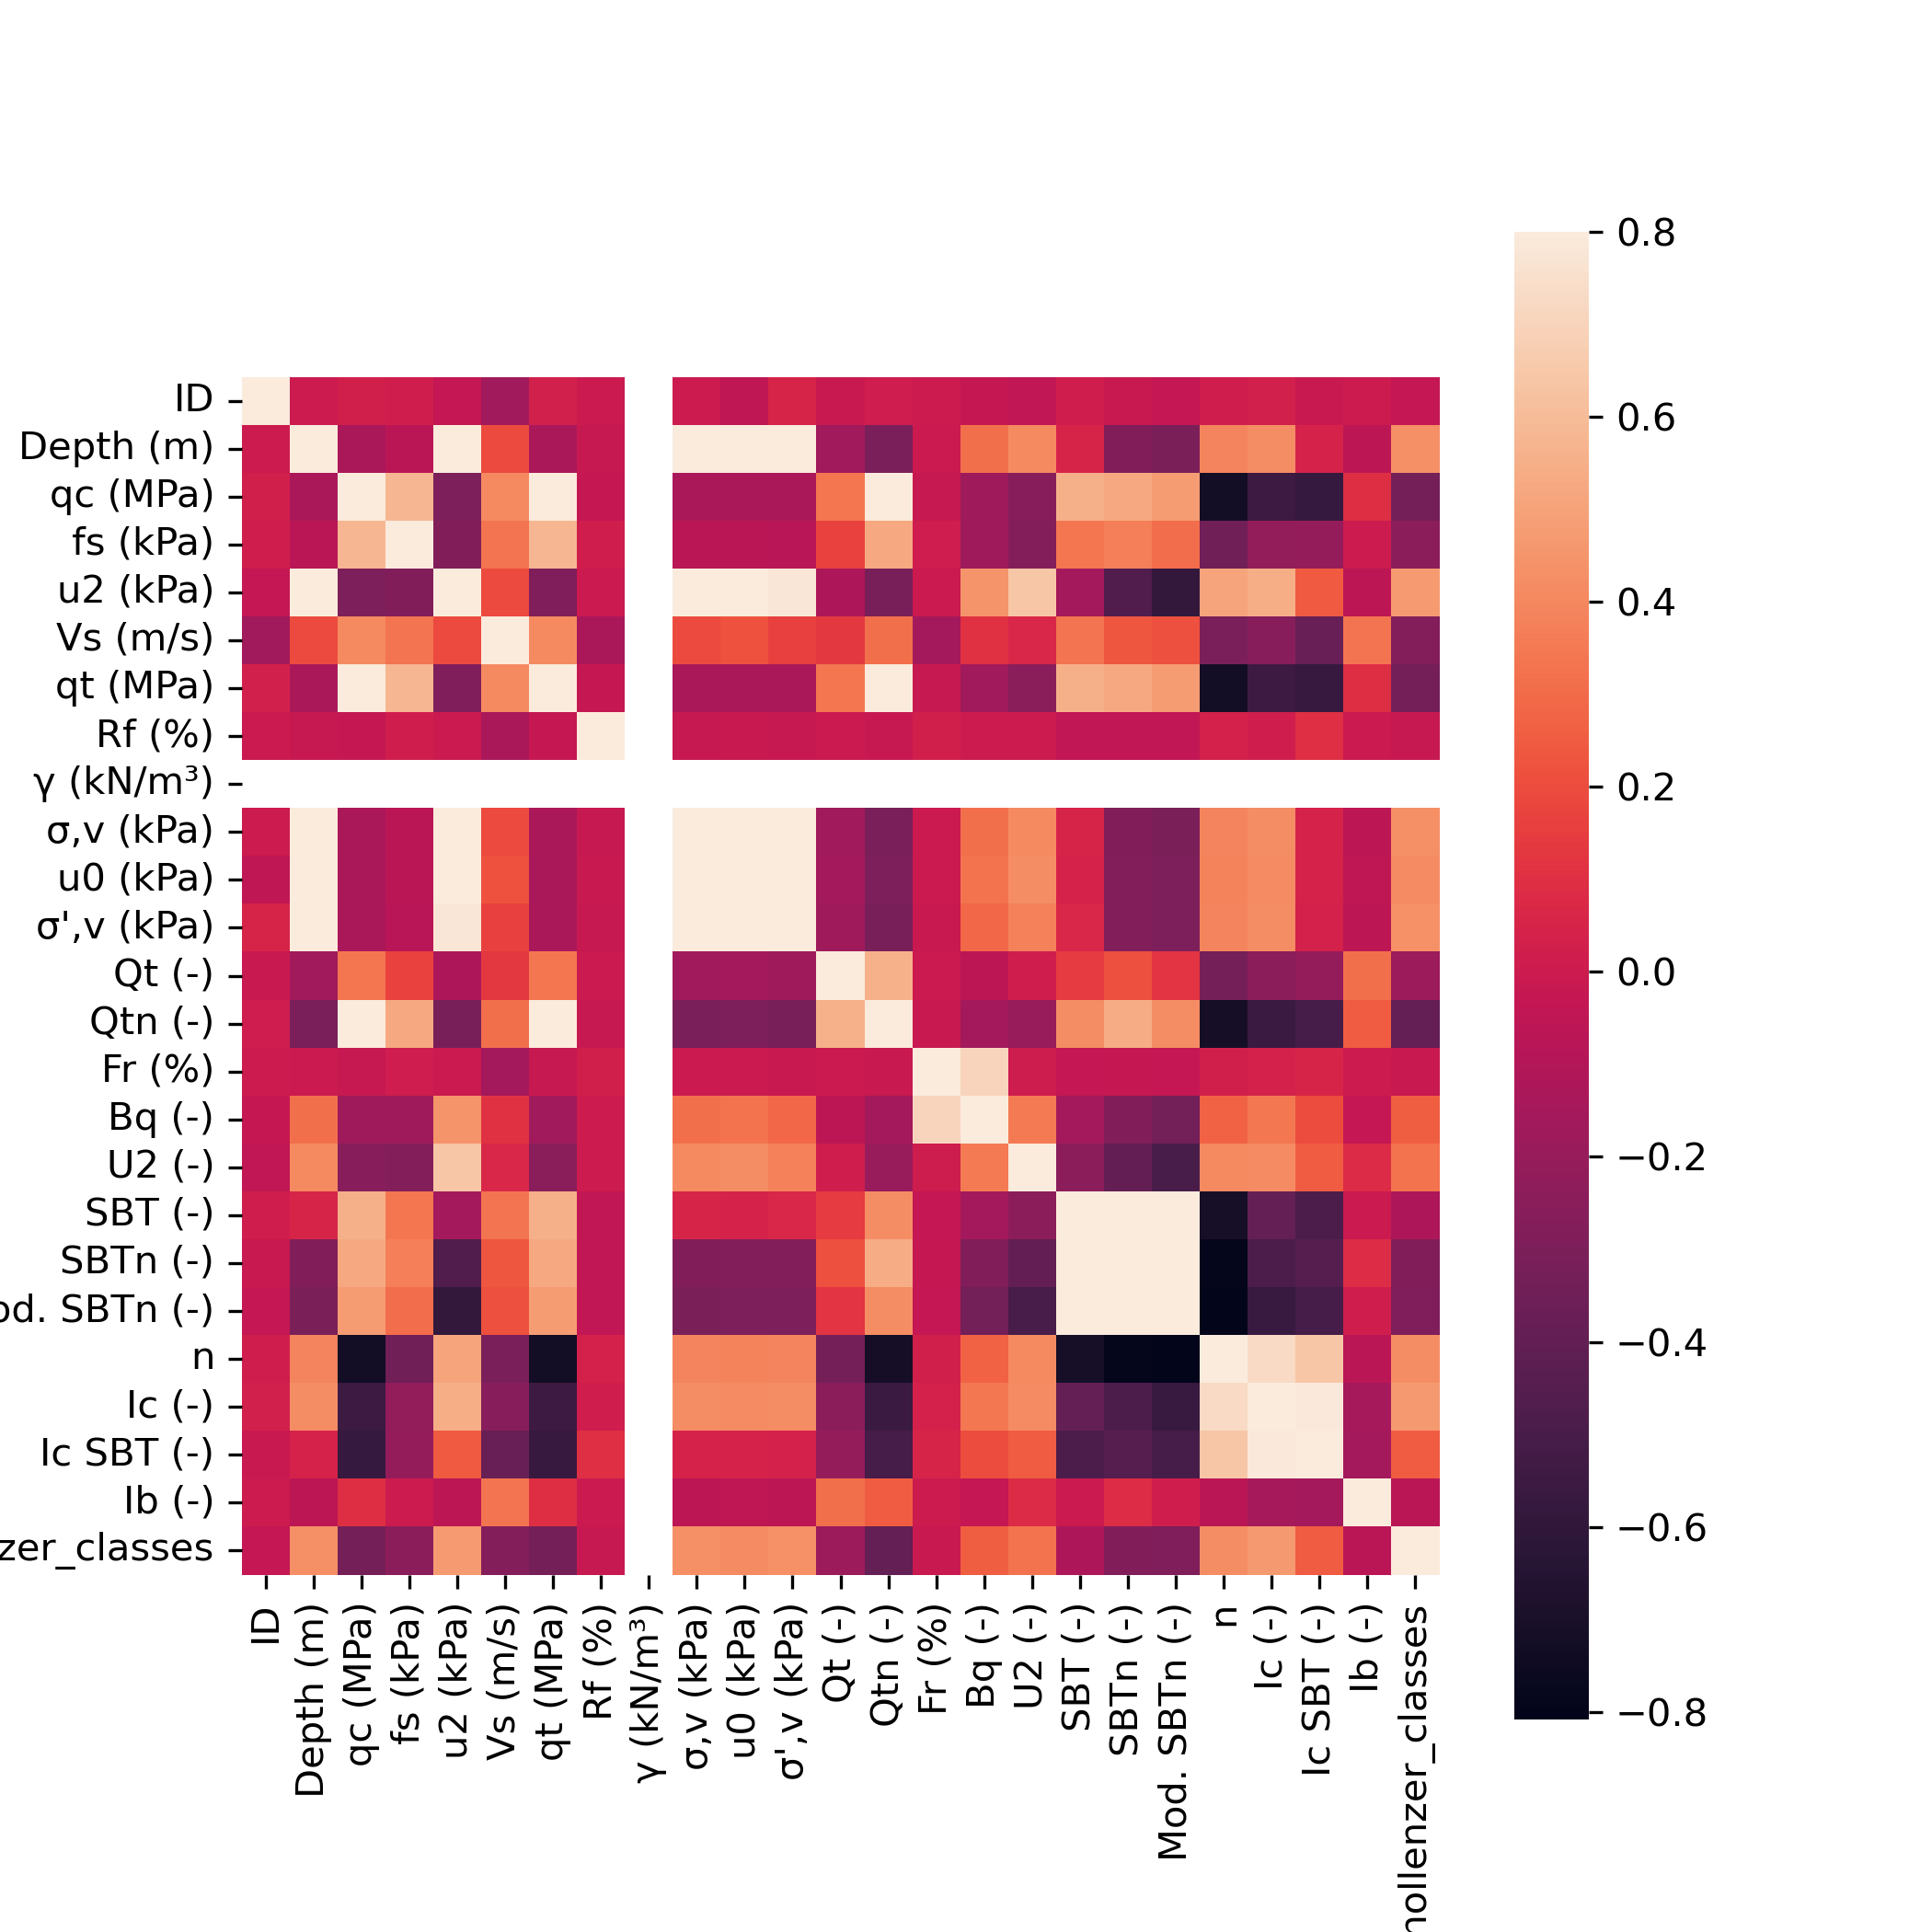 ID
Depth (m)
qc (MPa)
fs (kPa)
u2 (kPa)
Vs (m/s)
qt (MPa)
Rf (%)
γ (kN/m³)
σ,v (kPa)
u0 (kPa)
σ',v (kPa)
Qt (-)
Qtn (-)
Fr (%)
Bq (-)
U2 (-)
SBT (-)
SBTn (-)
od. SBTn (-)
n
Ic (-)
Ic SBT (-)
Ib (-)
zer_classes
ID
Depth (m)
qc (MPa)
fs (kPa)
u2 (kPa)
Vs (m/s)
qt (MPa)
Rf (%)
γ (kN/m³)
σ,v (kPa)
u0 (kPa)
σ',v (kPa)
Qt (-)
Qtn (-)
Fr (%)
Bq (-)
U2 (-)
SBT (-)
SBTn (-)
Mod. SBTn (-)
n
Ic (-)
Ic SBT (-)
Ib (-)
nollenzer_classes
0.8
0.6
0.4
0.2
0.0
−0.2
−0.4
−0.6
−0.8